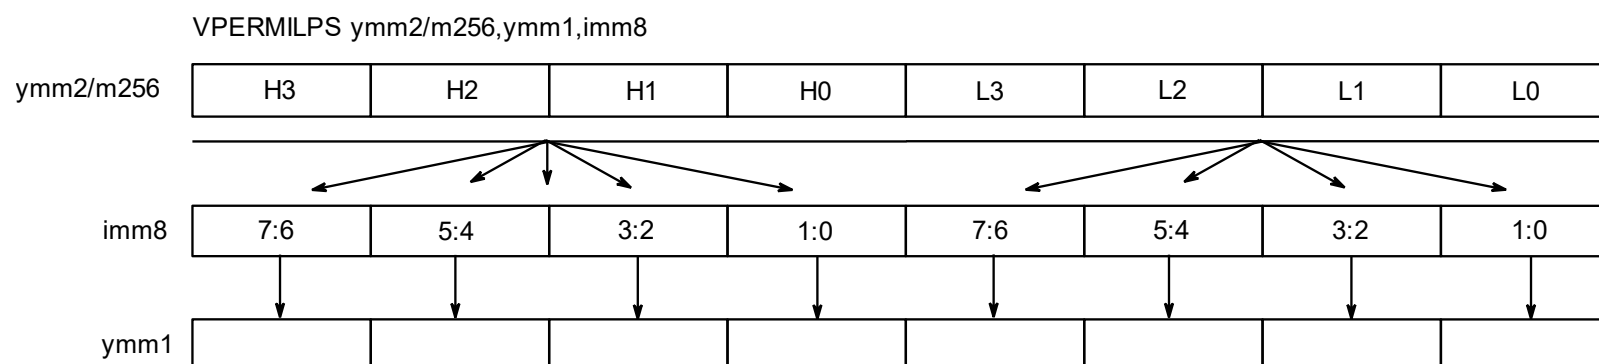 VPERMILPS ymm2/m256,ymm1,imm8
ymm2/m256 H3 H2 H1 H0 L3 L2 L1 L0
imm8 7:6 5:4 3:2 1:0 7:6 5:4 3:2 1:0
ymm1